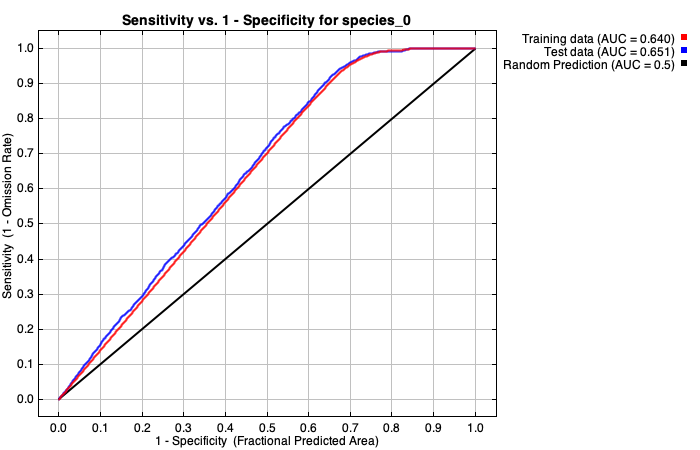 Sensitivity vs. 1 - Specificity for species_0
Training data (AUC = 0.640)
Test data (AUC = 0.651)
Random Prediction (AUC = 0.5)
Sensitivity (1 - Omission Rate)
1.0
0.9
0.8
0.7
0.6
0.5
0.4
0.3
0.2
0.1
0.0
0.0 0.1 0.2 0.3 0.4 0.5 0.6 0.7 0.8 0.9 1.0
1 - Specificity (Fractional Predicted Area)